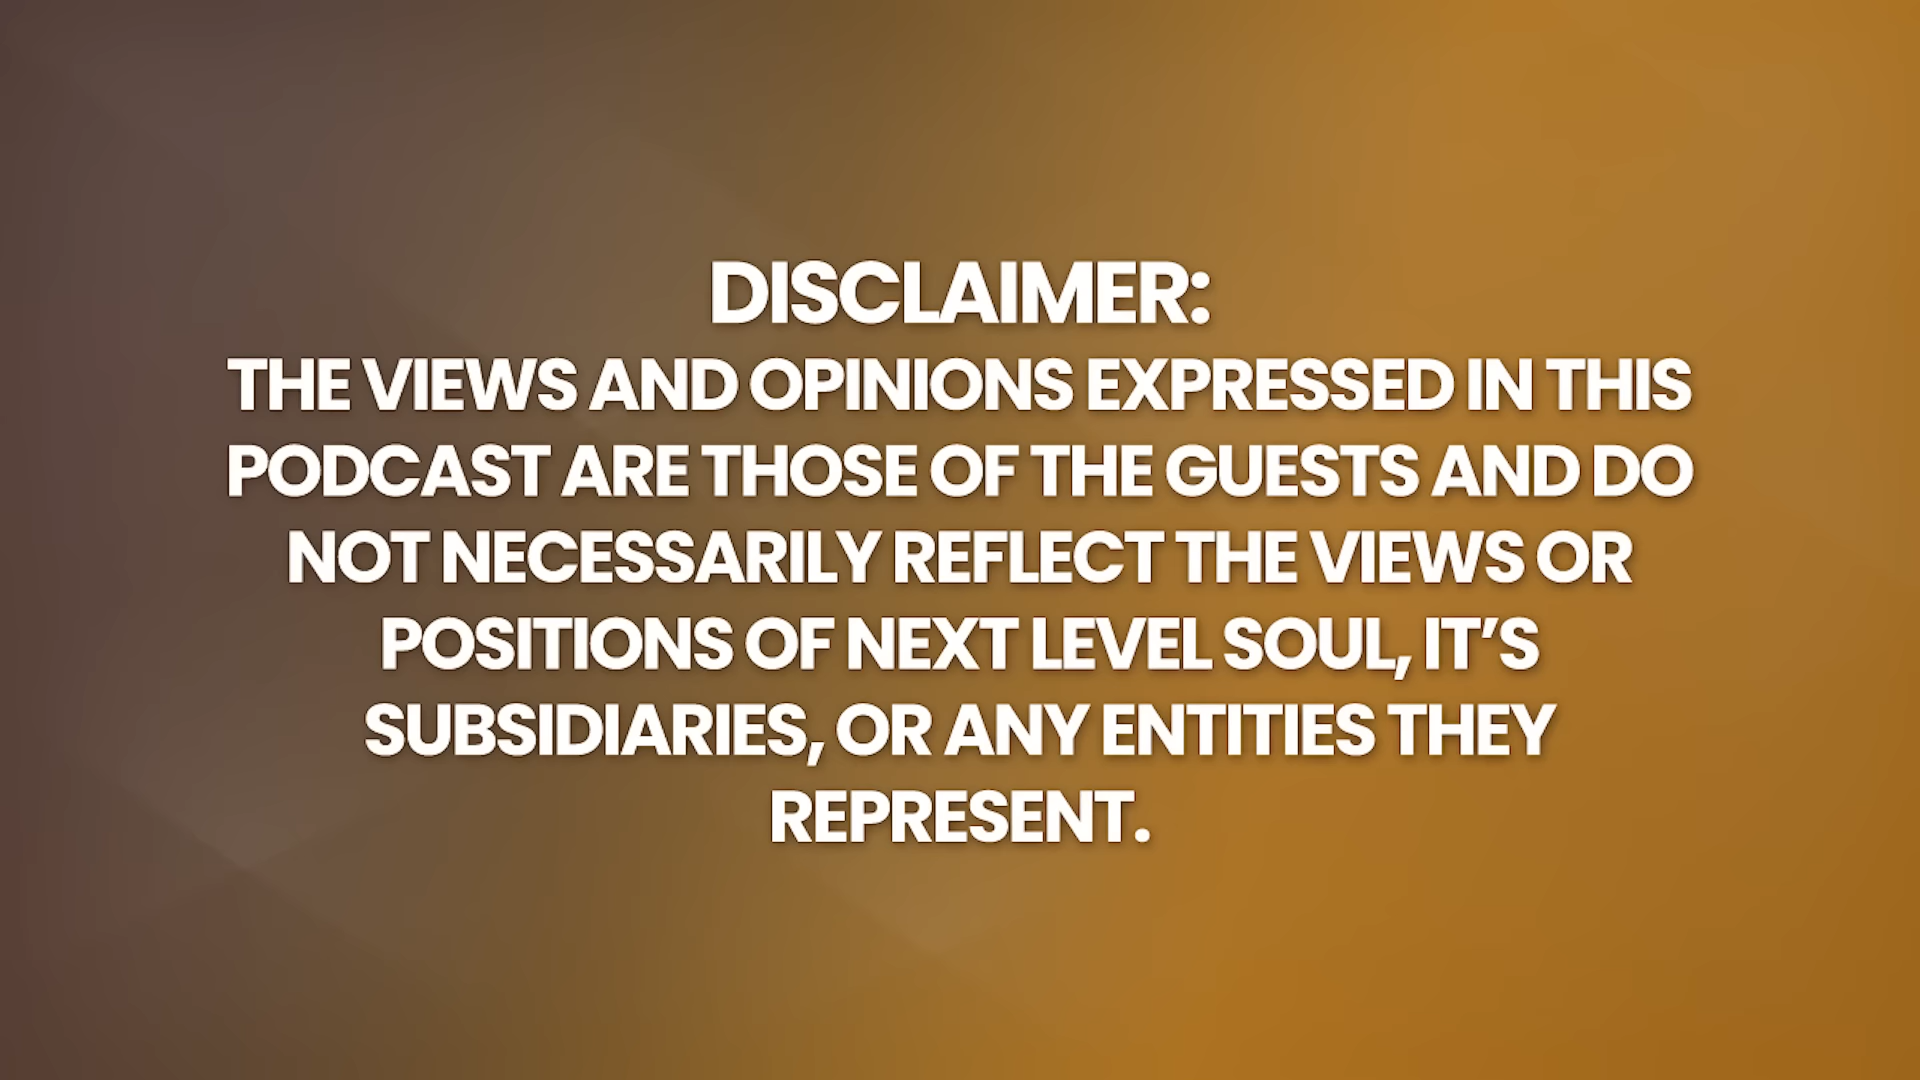 DISCLAIMER:
THE VIEWS AND OPINIONS EXPRESSED IN THIS
PODCAST ARE THOSE OF THE GUESTS AND DO
NOT NECESSARILY REFLECT THE VIEWS OR
POSITIONS OF NEXT LEVEL SOUL, IT’S
SUBSIDIARIES, OR ANY ENTITIES THEY
REPRESENT.